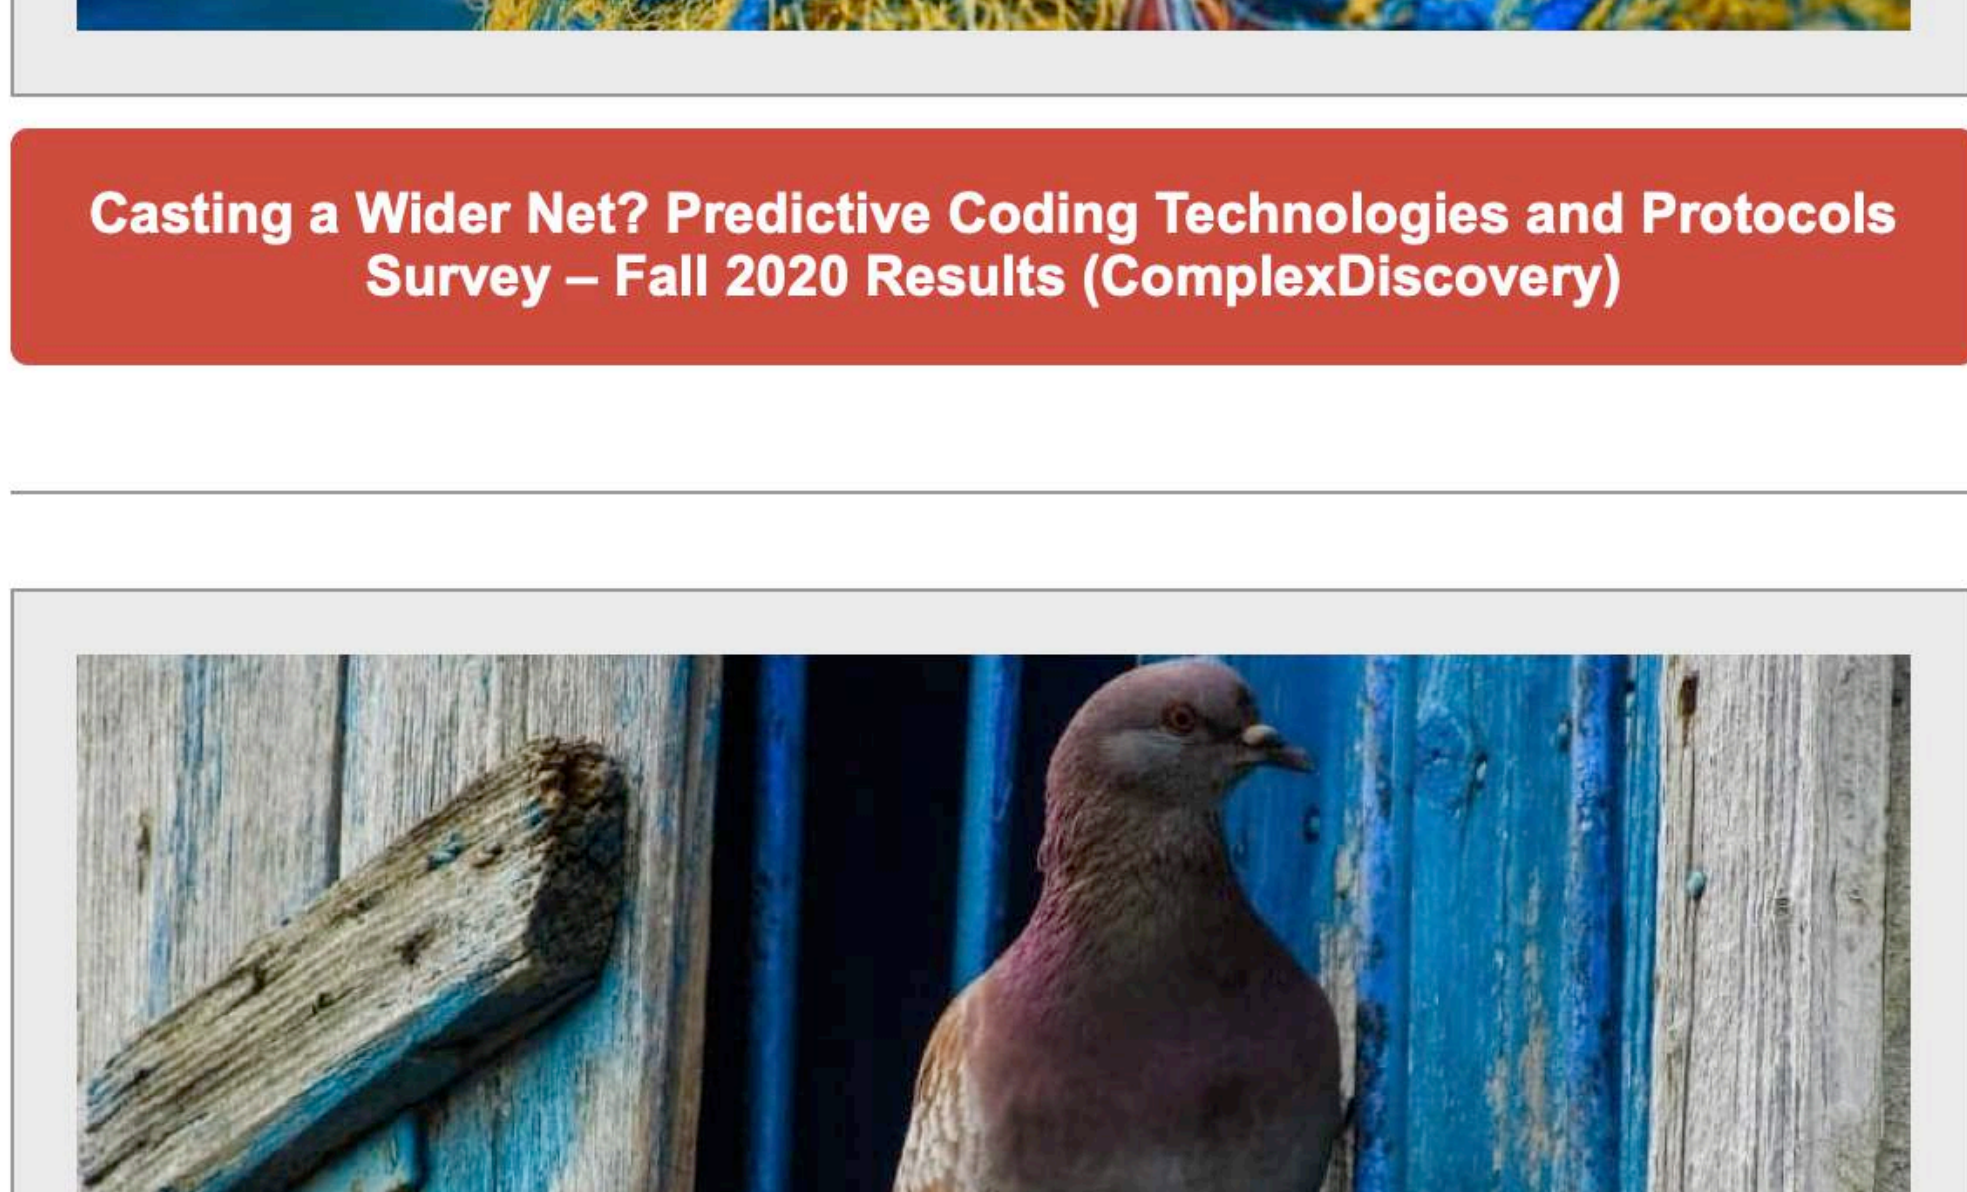 Casting a Wider Net? Predictive Coding Technologies and Protocols
Survey – Fall 2020 Results (ComplexDiscovery)